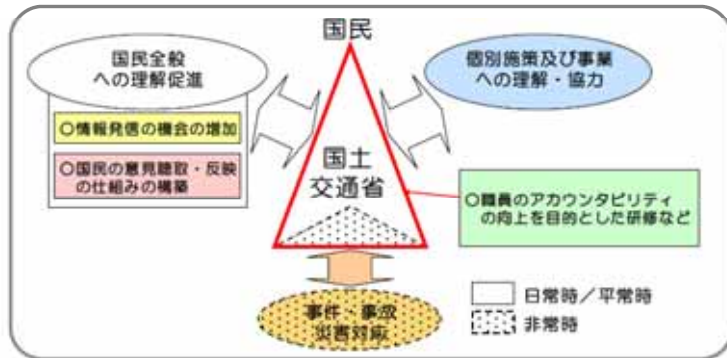 国民
国民全般
への理解促進
○情報発信の機会の増加
○国民の意見聴取・反映
の仕組みの構築
個別施策及び事業
への理解・協力
国土
交通省
○職員のアカウンタビリティ
の向上を目的とした研修など
事件・事故
災害対応
日常時/平常時
非常時